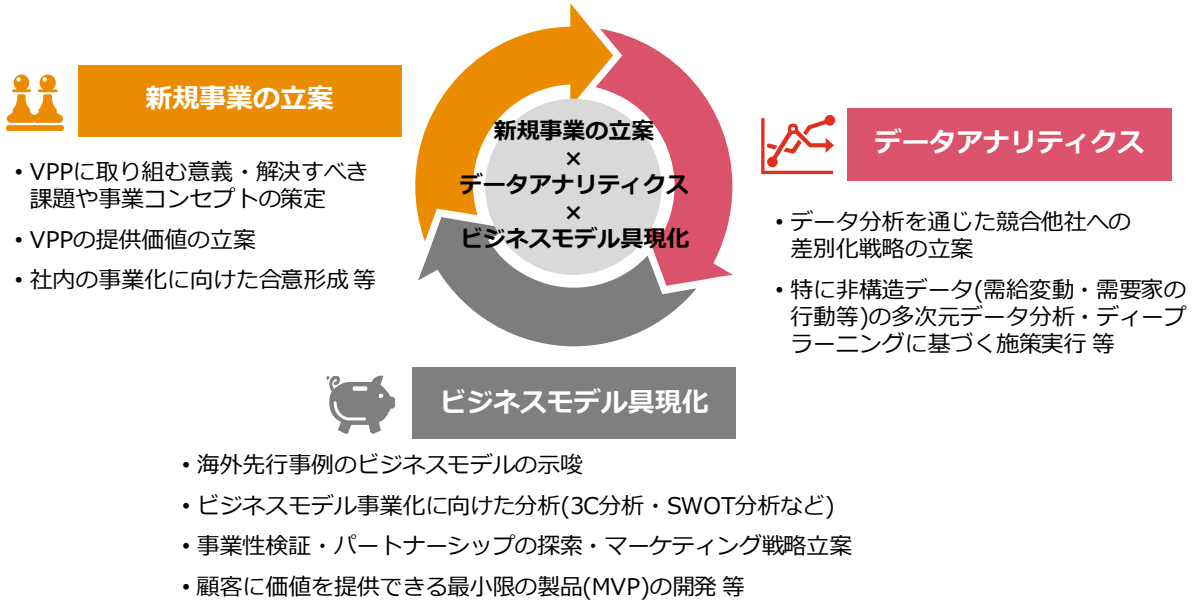 新規事業の立案
・VPPに取り組む意義・解決すべき
課題や事業コンセプトの策定
・VPPの提供価値の立案
・社内の事業化に向けた合意形成 等
新規事業の立案
×
データアナリティクス
×
ビジネスモデル具現化
データアナリティクス
・データ分析を通じた競合他社への
差別化戦略の立案
・特に非構造データ(需給変動・需要家の
行動等)の多次元データ分析・ディープ
ラーニングに基づく施策実行 等
ビジネスモデル具現化
・海外先行事例のビジネスモデルの示唆
・ビジネスモデル事業化に向けた分析(3C分析・SWOT分析など)
・事業性検証・パートナーシップの探索・マーケティング戦略立案
・顧客に価値を提供できる最小限の製品(MVP)の開発 等